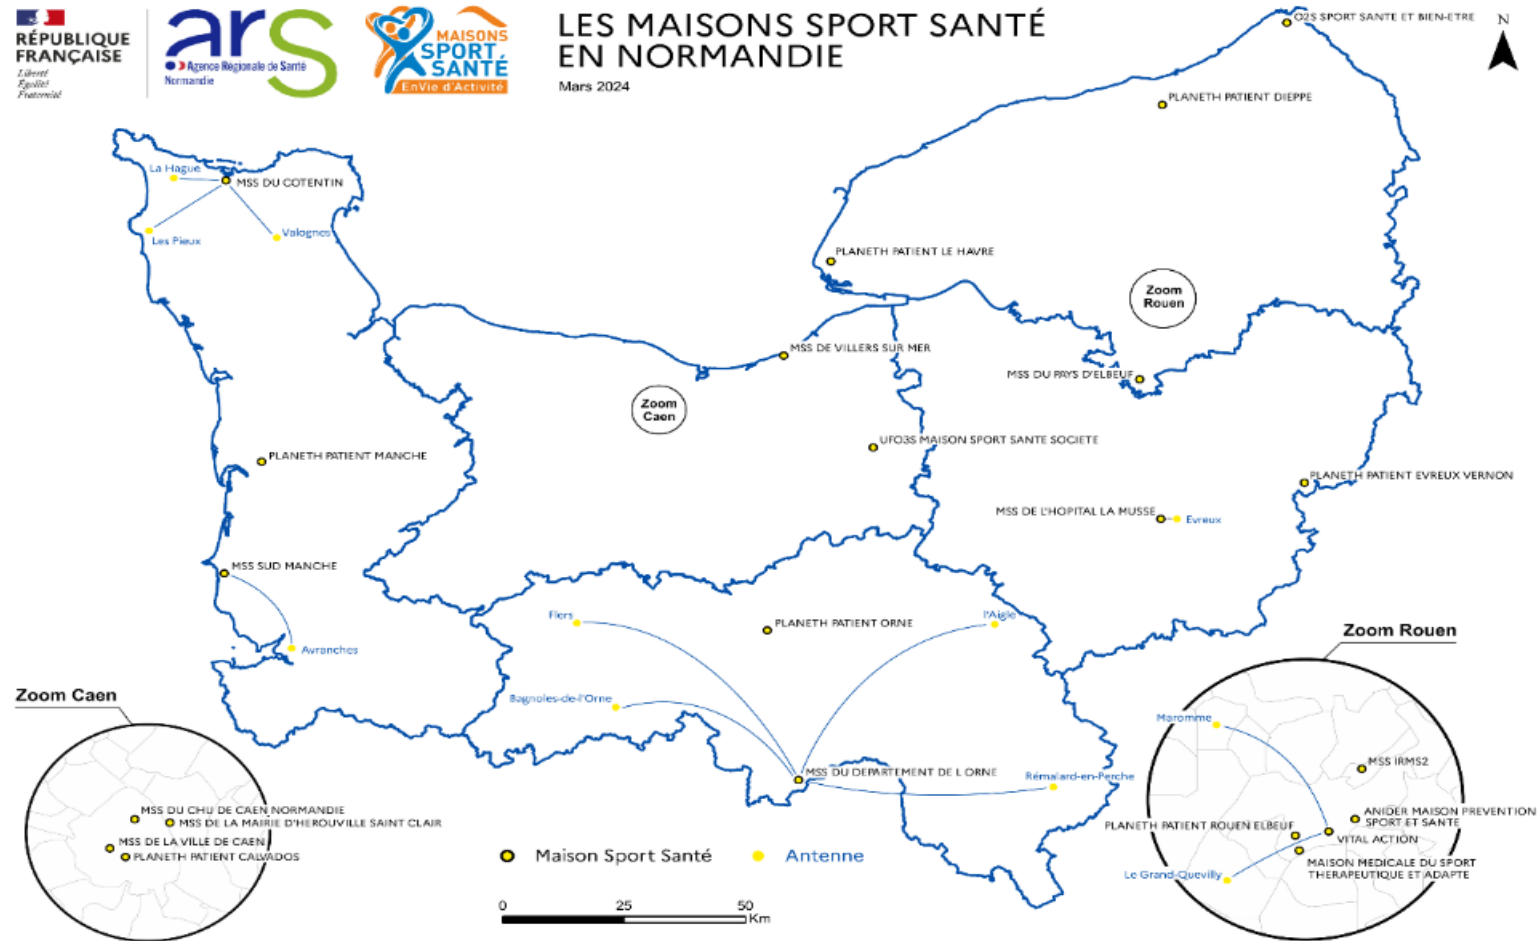 RÉPUBLIQUE
FRANÇAISE
Liberté
Égalité
Fraternité
ars
Agence Régionale de Santé
Normandie
MAISONS
SPORT
SANTÉ
EnVie d'Activité
LES MAISONS SPORT SANTÉ
EN NORMANDIE
Mars 2024
O2S SPORT SANTE ET BIEN-ETRE
N
PLANETH PATIENT DIEPPE
La Hague
MSS DU COTENTIN
Les Pieux
Valognes
PLANETH PATIENT LE HAVRE
Zoom
Rouen
MSS DE VILLERS SUR MER
MSS DU PAYS D'ELBEUF
Zoom
Caen
UFO3S MAISON SPORT SANTE SOCIETE
PLANETH PATIENT MANCHE
PLANETH PATIENT EVREUX VERNON
MSS DE L'HOPITAL LA MUSSE
Evreux
MSS SUD MANCHE
Avranches
Flers
PLANETH PATIENT ORNE
l'Aigle
Bagnoles-de-l'Orne
MSS DU DEPARTEMENT DE L ORNE
Rémalard-en-Perche
Zoom Caen
MSS DU CHU DE CAEN NORMANDIE
MSS DE LA MAIRIE D'HEROUVILLE SAINT CLAIR
MSS DE LA VILLE DE CAEN
PLANETH PATIENT CALVADOS
Zoom Rouen
Maromme
MSS IRMS2
ANIDER MAISON PREVENTION
SPORT ET SANTE
PLANETH PATIENT ROUEN ELBEUF
VITAL ACTION
MAISON MEDICALE DU SPORT
THERAPEUTIQUE ET ADAPTE
Le Grand-Quevilly
Maison Sport Santé
Antenne
0 25 50
Km